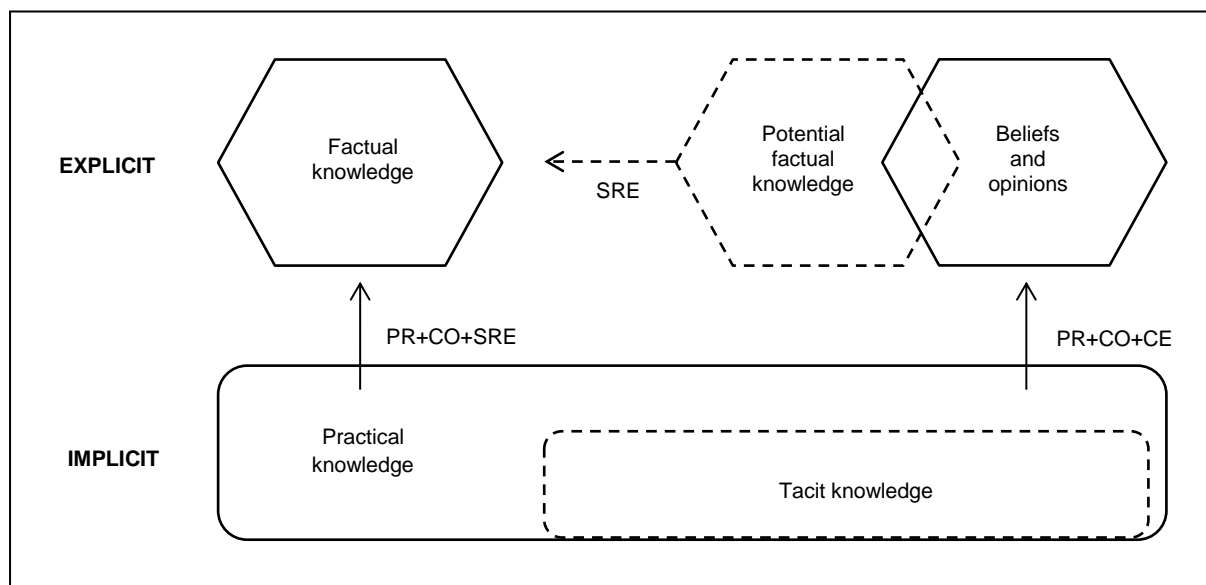 EXPLICIT
Factual
knowledge
SRE
Potential
factual
knowledge
Beliefs
and
opinions
PR+CO+SRE
PR+CO+CE
IMPLICIT
Practical
knowledge
Tacit knowledge